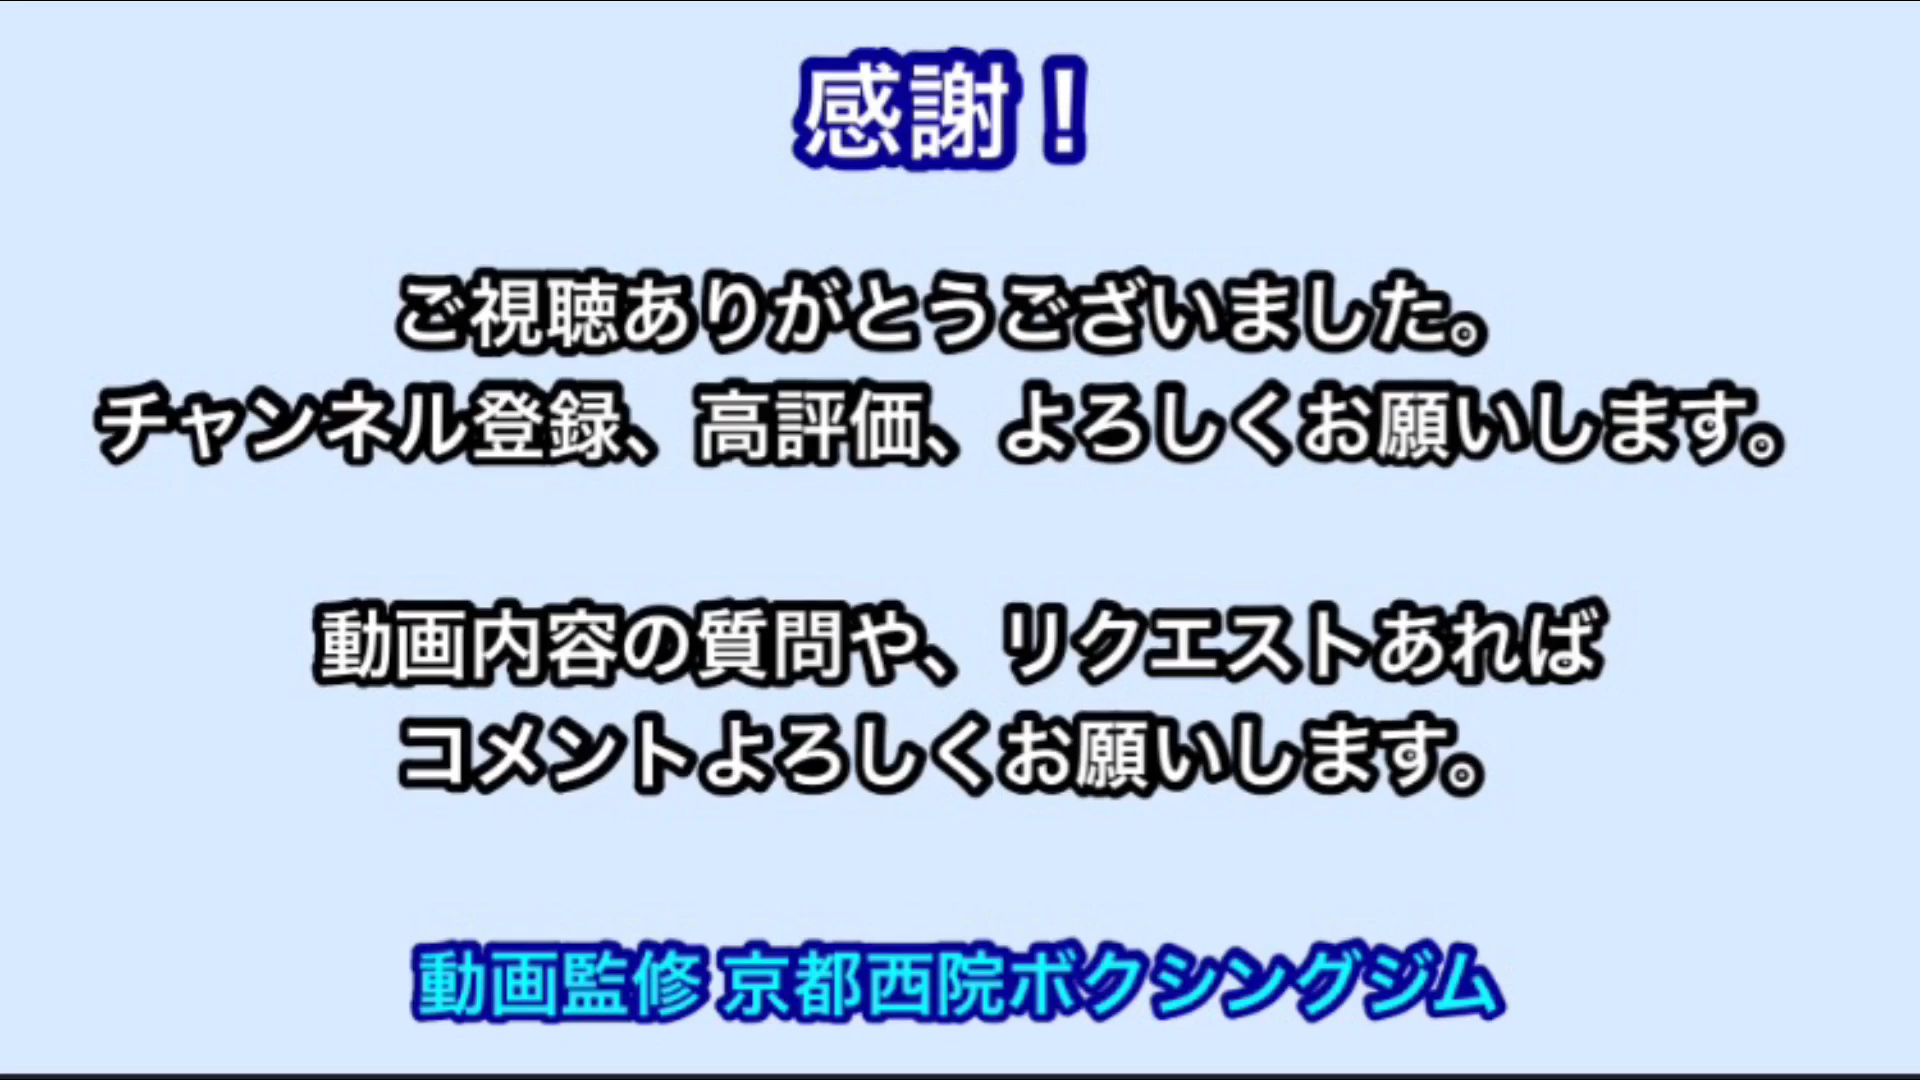 感謝！
ご視聴ありがとうございました。
チャンネル登録、高評価、よろしくお願いします。
動画内容の質問や、リクエストあれば
コメントよろしくお願いします。
動画監修 京都西院ボクシングジム